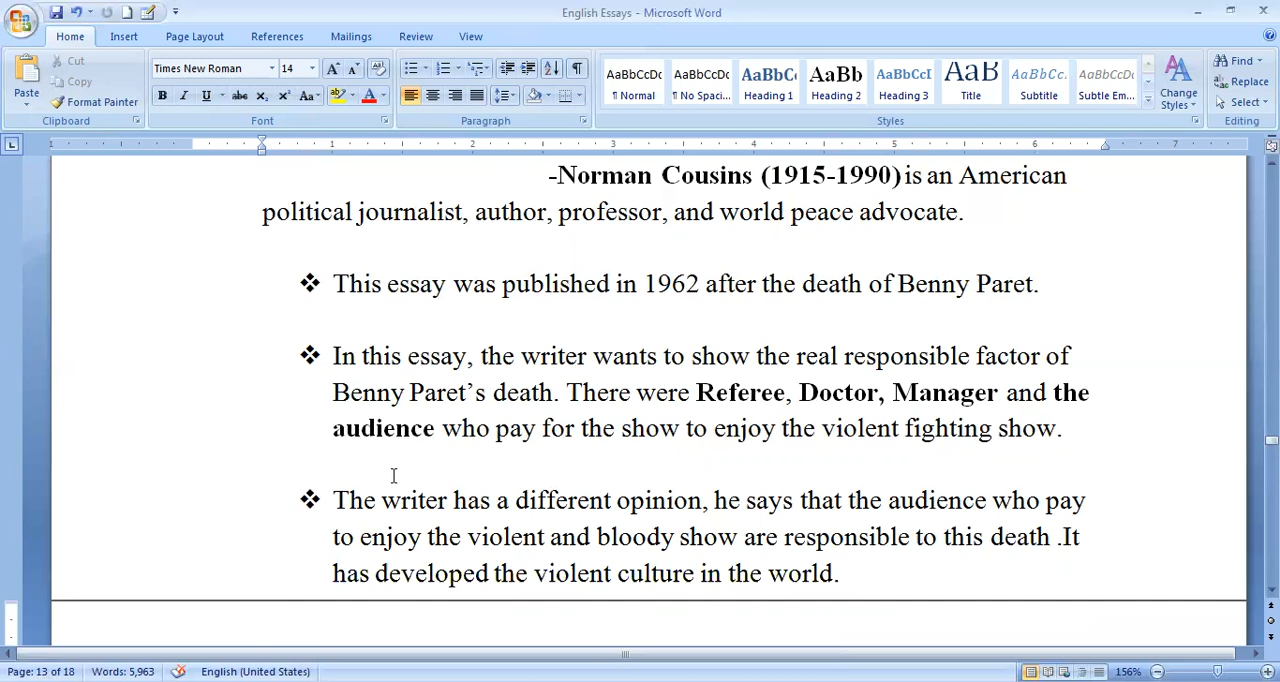 English Essays - Microsoft Word
Home Insert Page Layout References Mailings Review View
Paste Cut Copy Format Painter
Times New Roman 14
AaBbCcDc AaBbCcDc AaBbC AaBb AaBbCcI AaB AaBbCc. AaBbCcDc
¶ Normal ¶ No Spaci... Heading 1 Heading 2 Heading 3 Title Subtitle Subtle Em...
Change Styles
Find Replace Select
Clipboard Font Paragraph Styles Editing
1 1 2 3 4 5 6 7
-Norman Cousins (1915-1990) is an American
political journalist, author, professor, and world peace advocate.
❖ This essay was published in 1962 after the death of Benny Paret.
❖ In this essay, the writer wants to show the real responsible factor of
Benny Paret’s death. There were Referee, Doctor, Manager and the
audience who pay for the show to enjoy the violent fighting show.
❖ The writer has a different opinion, he says that the audience who pay
to enjoy the violent and bloody show are responsible to this death .It
has developed the violent culture in the world.
Page: 13 of 18 Words: 5,963 English (United States) 156%